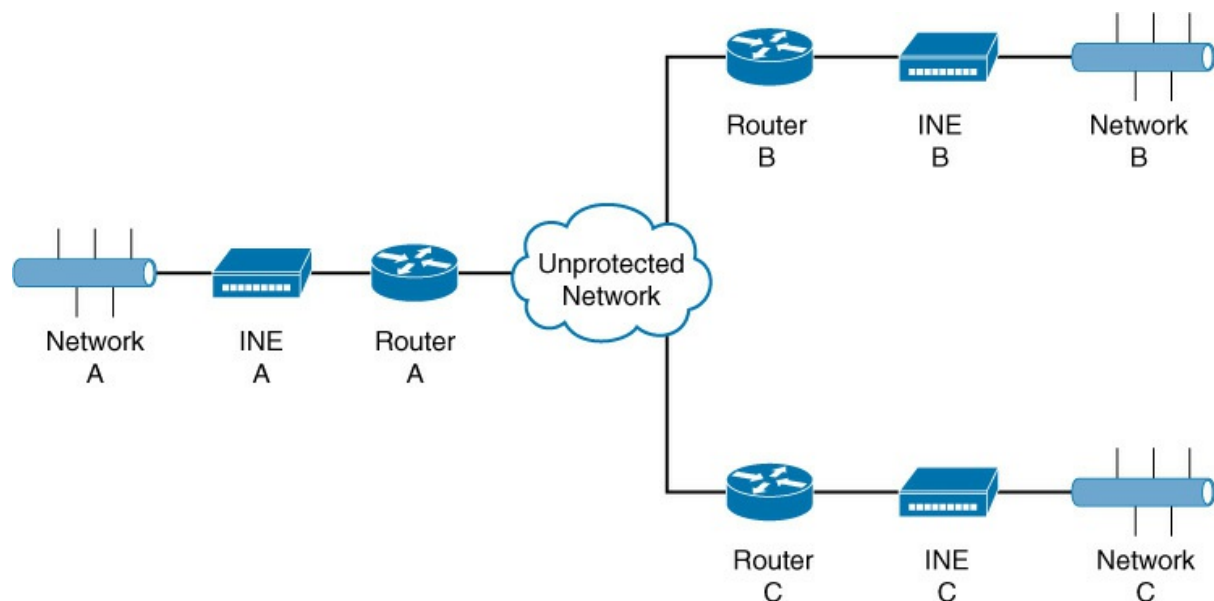 Router
B
INE
B
Network
B
Unprotected
Network
Network
A
INE
A
Router
A
Router
C
INE
C
Network
C